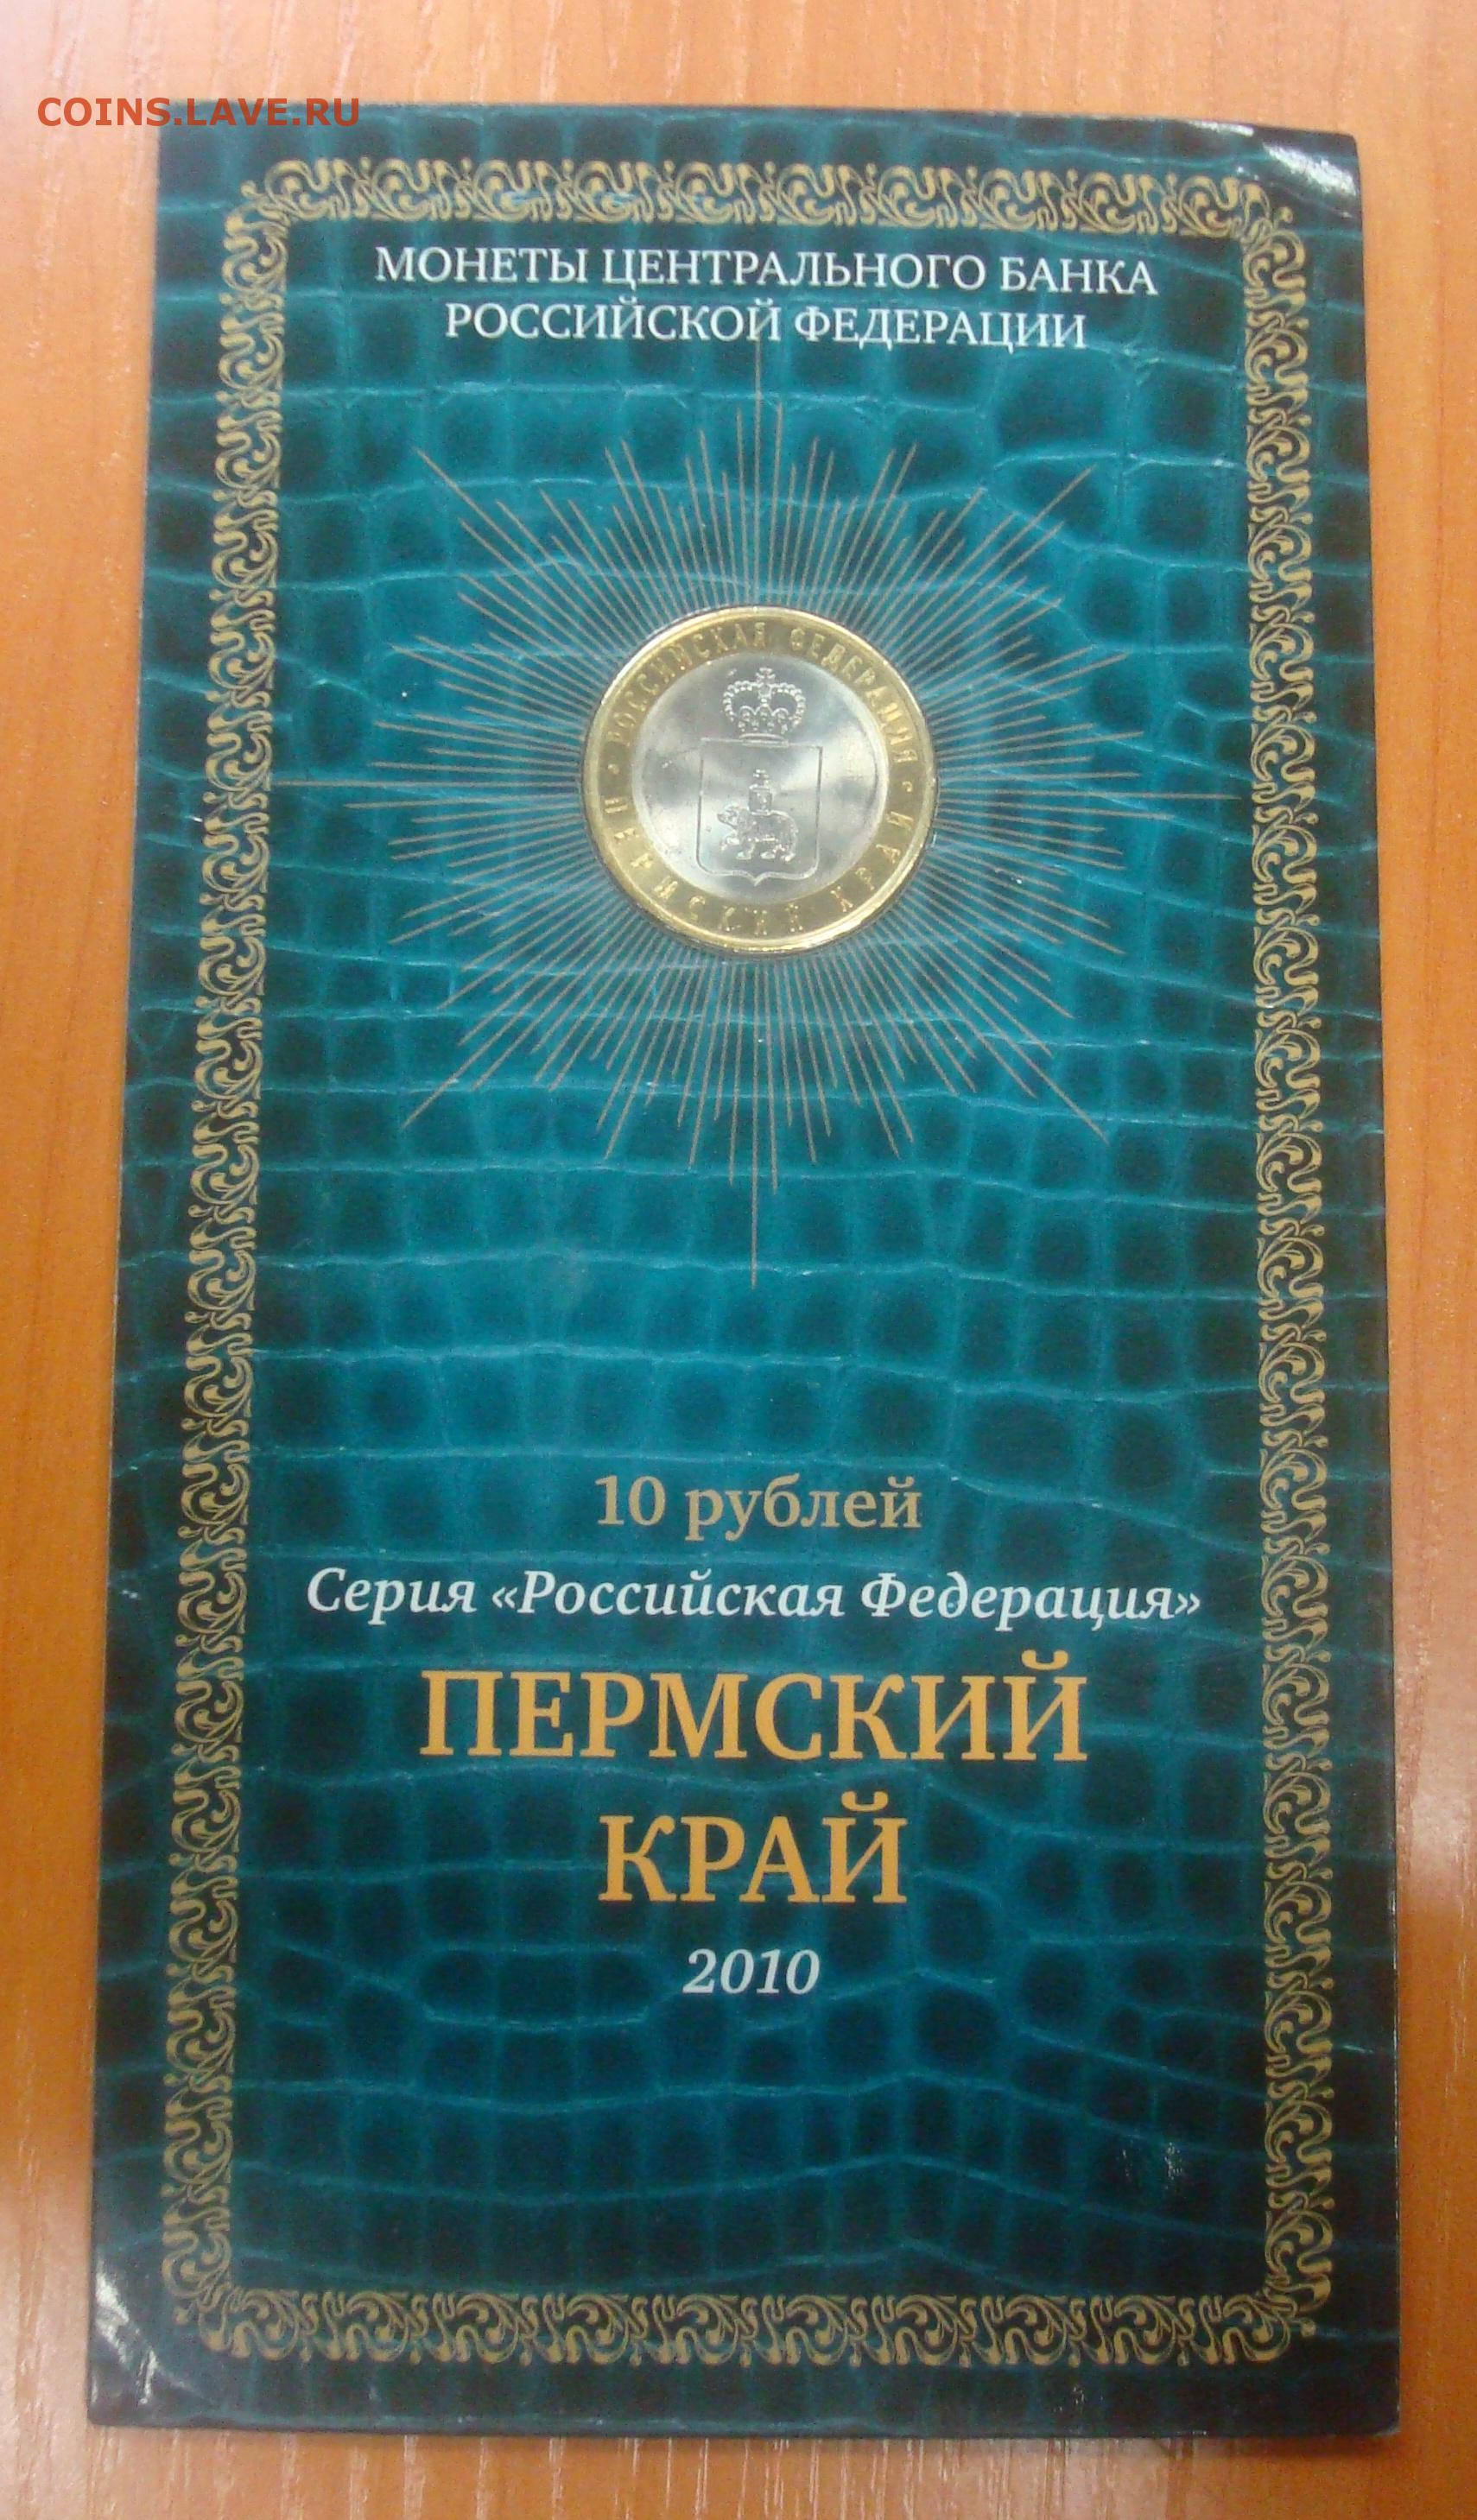 COINS.LAVE.RU
МОНЕТЫ ЦЕНТРАЛЬНОГО БАНКА
РОССИЙСКОЙ ФЕДЕРАЦИИ
РОССИЙСКАЯ ФЕДЕРАЦИЯ
ПЕРМСКИЙ КРАЙ
10 рублей
Серия «Российская Федерация»
ПЕРМСКИЙ
КРАЙ
2010